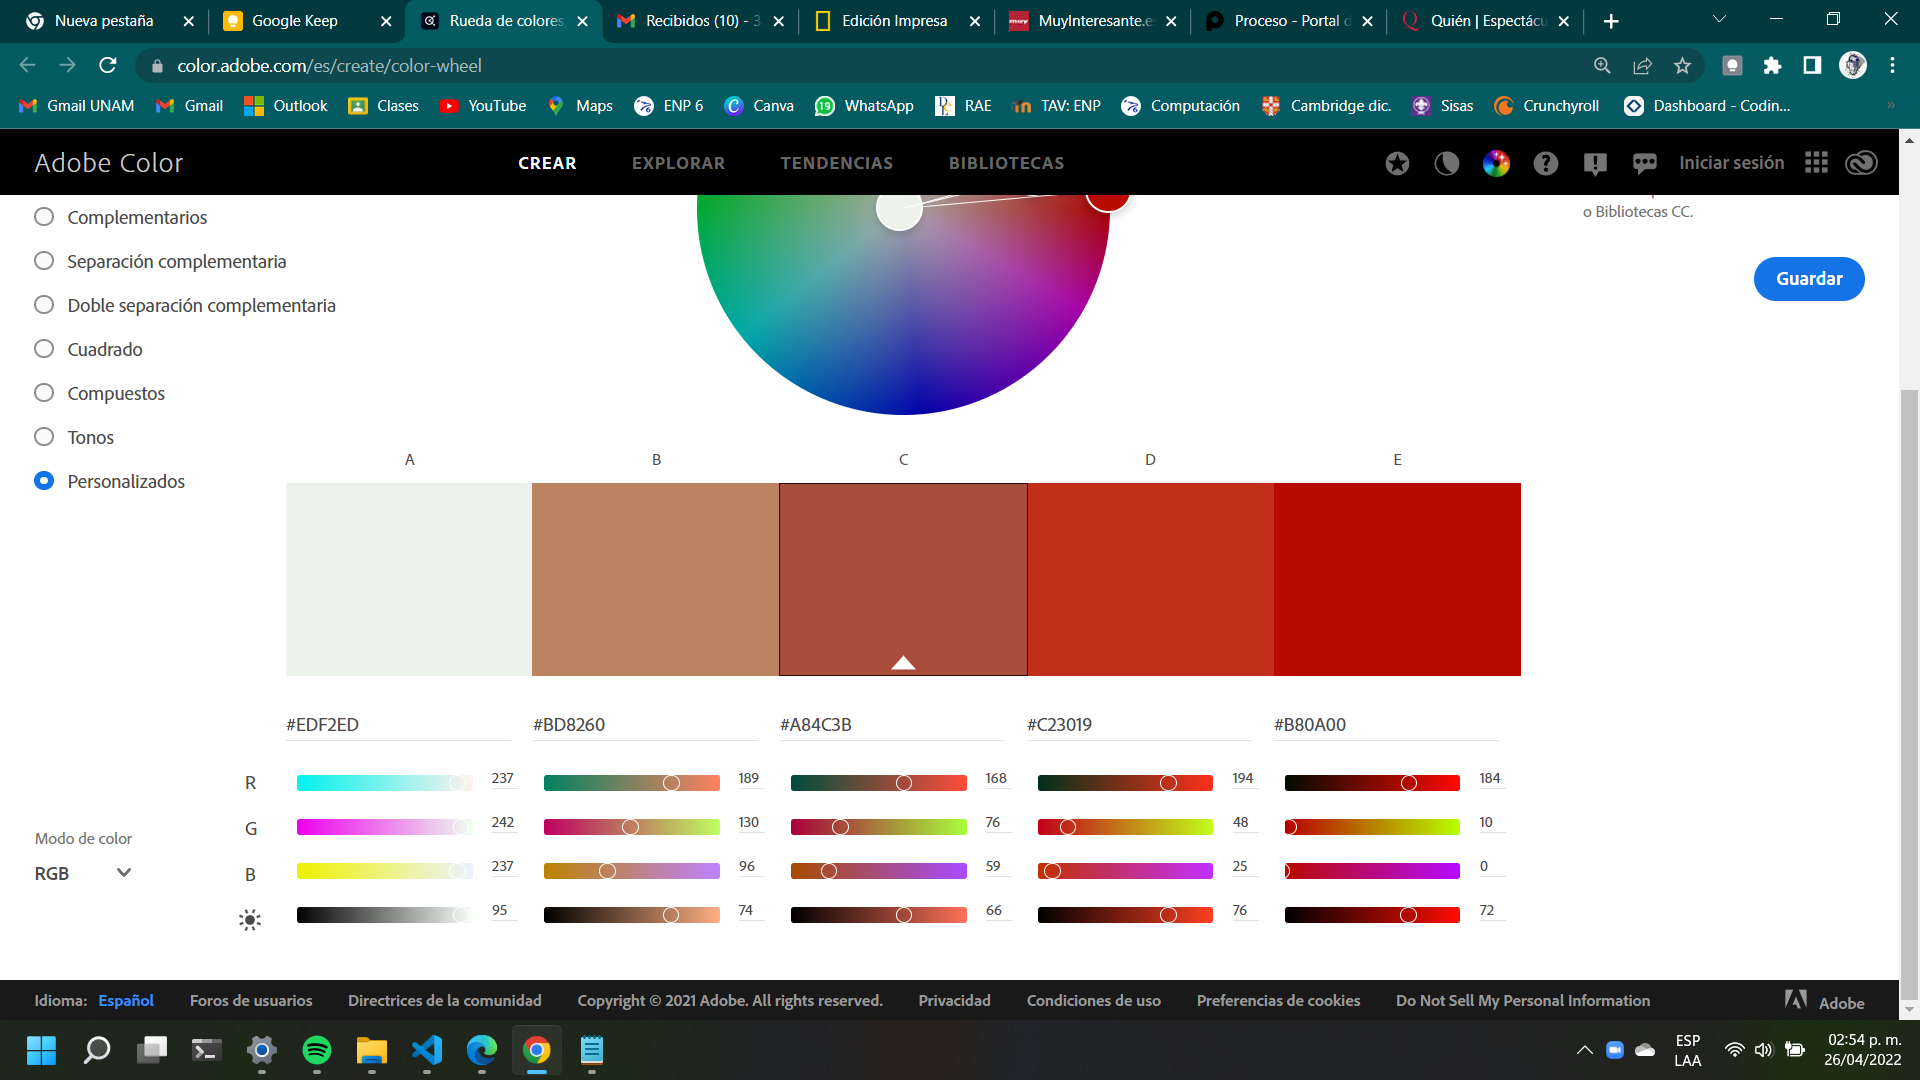 Nueva pestaña
Google Keep
Rueda de colores,
Recibidos (10) - 3
Edición Impresa
MuyInteresante.e
Proceso - Portal d
Quién | Espectácu
color.adobe.com/es/create/color-wheel
Gmail UNAM
Gmail
Outlook
Clases
YouTube
Maps
ENP 6
Canva
WhatsApp
RAE
TAV: ENP
Computación
Cambridge dic.
Sisas
Crunchyroll
Dashboard - Codin...
Adobe Color
CREAR
EXPLORAR
TENDENCIAS
BIBLIOTECAS
Iniciar sesión
o Bibliotecas CC.
Guardar
Complementarios
Separación complementaria
Doble separación complementaria
Cuadrado
Compuestos
Tonos
Personalizados
A B C D E
#EDF2ED #BD8260 #A84C3B #C23019 #B80A00
R 237 189 168 194 184
G 242 130 76 48 10
B 237 96 59 25 0
95 74 66 76 72
Modo de color
RGB
Idioma: Español
Foros de usuarios
Directrices de la comunidad
Copyright © 2021 Adobe. All rights reserved.
Privacidad
Condiciones de uso
Preferencias de cookies
Do Not Sell My Personal Information
Adobe
ESP
LAA
02:54 p. m.
26/04/2022